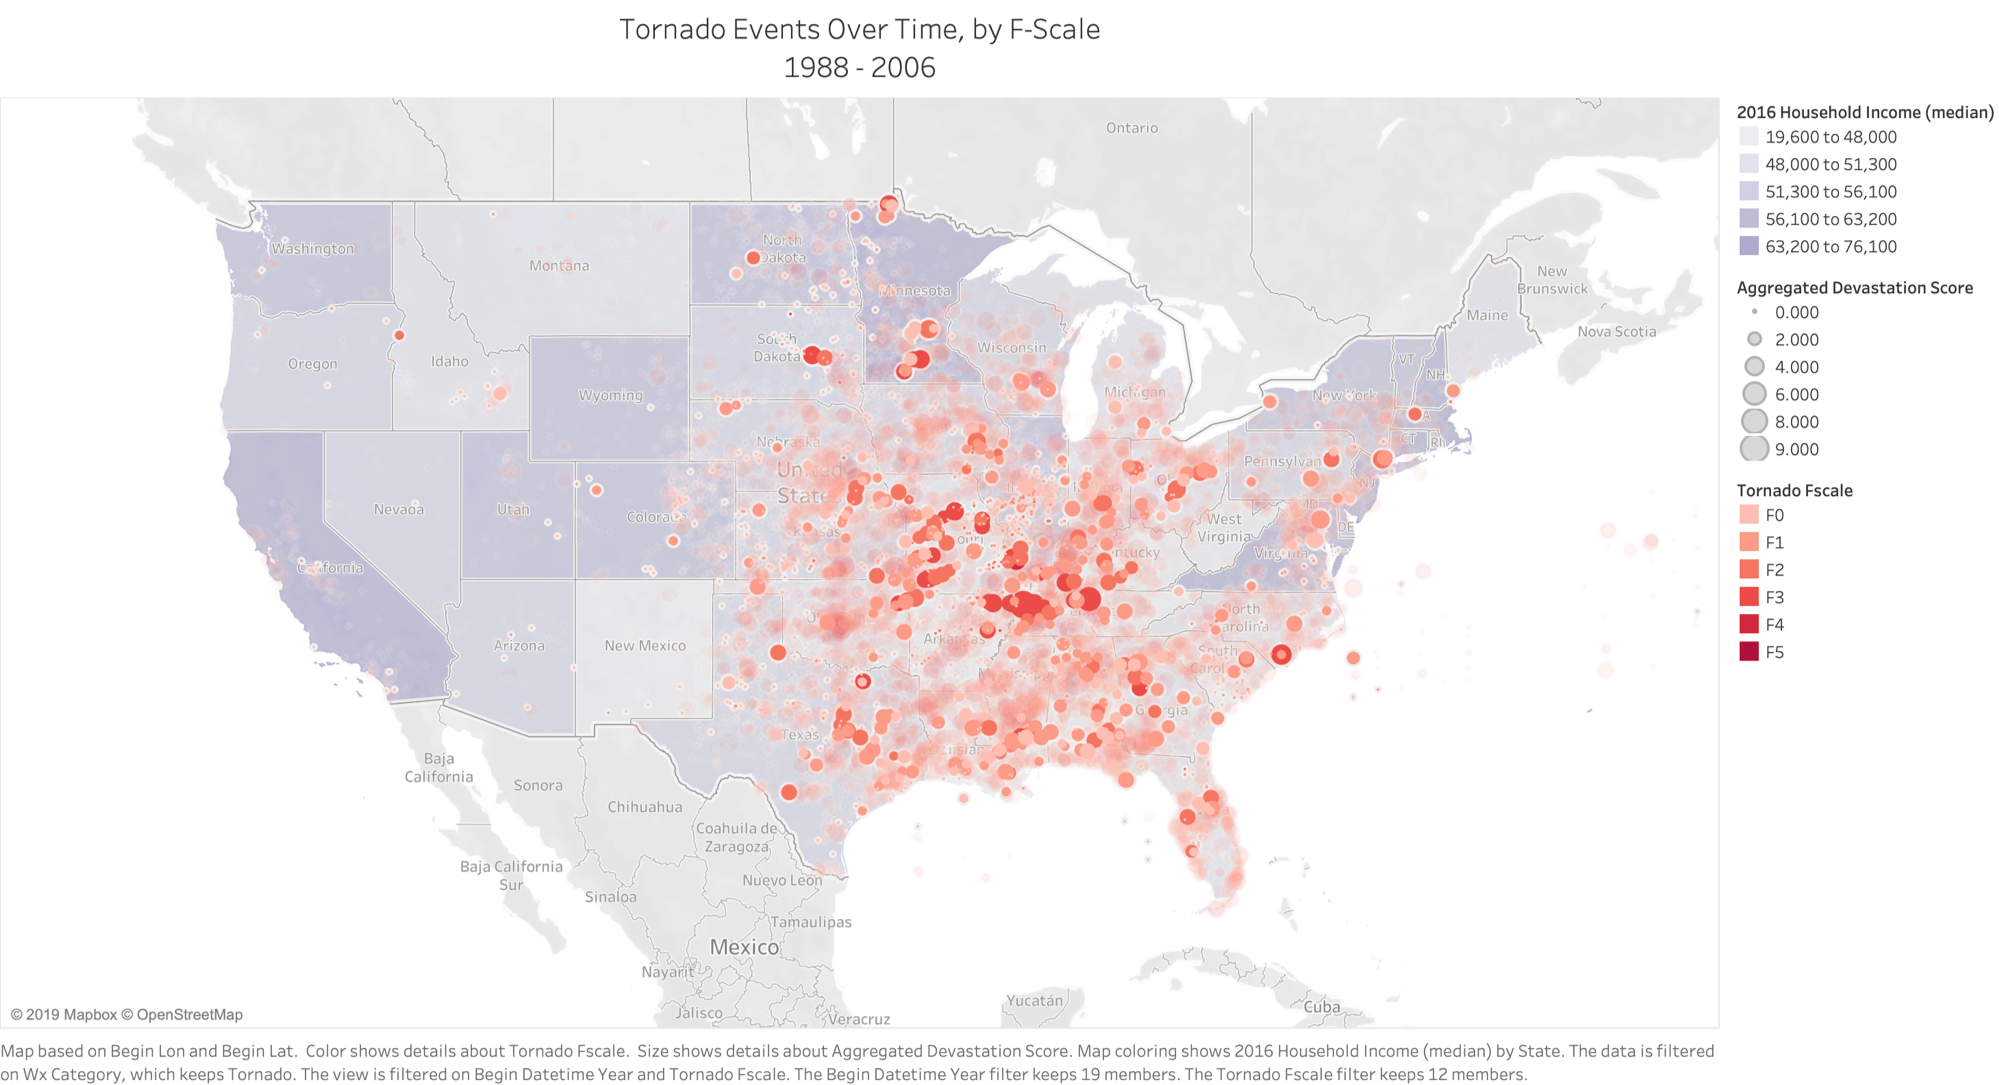 Tornado Events Over Time, by F-Scale
1988 - 2006
2016 Household Income (median)
19,600 to 48,000
48,000 to 51,300
51,300 to 56,100
56,100 to 63,200
63,200 to 76,100
Aggregated Devastation Score
0.000
2.000
4.000
6.000
8.000
9.000
Tornado Fscale
F0
F1
F2
F3
F4
F5
Ontario
New
Brunswick
Nova Scotia
Maine
Washington
Montana
North
Dakota
Minnesota
Oregon
Idaho
South
Dakota
Wisconsin
Michigan
New York
VT
NH
CT
RI
Wyoming
Nebraska
United
State
Pennsylvan
NJ
MD
DE
Nevada
Utah
Colorado
Kansas
West
Virginia
Virginia
California
Arizona
New Mexico
Arkansas
North
Carolina
South
Carol
Mississippi
Georgia
Texas
Baja
California
Sonora
Chihuahua
Coahuila de
Zaragoza
Baja California
Sur
Sinaloa
Nuevo León
Tamaulipas
Mexico
Nayarit
Jalisco
Veracruz
Yucatán
Cuba
© 2019 Mapbox © OpenStreetMap
Map based on Begin Lon and Begin Lat. Color shows details about Tornado Fscale. Size shows details about Aggregated Devastation Score. Map coloring shows 2016 Household Income (median) by State. The data is filtered
on Wx Category, which keeps Tornado. The view is filtered on Begin Datetime Year and Tornado Fscale. The Begin Datetime Year filter keeps 19 members. The Tornado Fscale filter keeps 12 members.